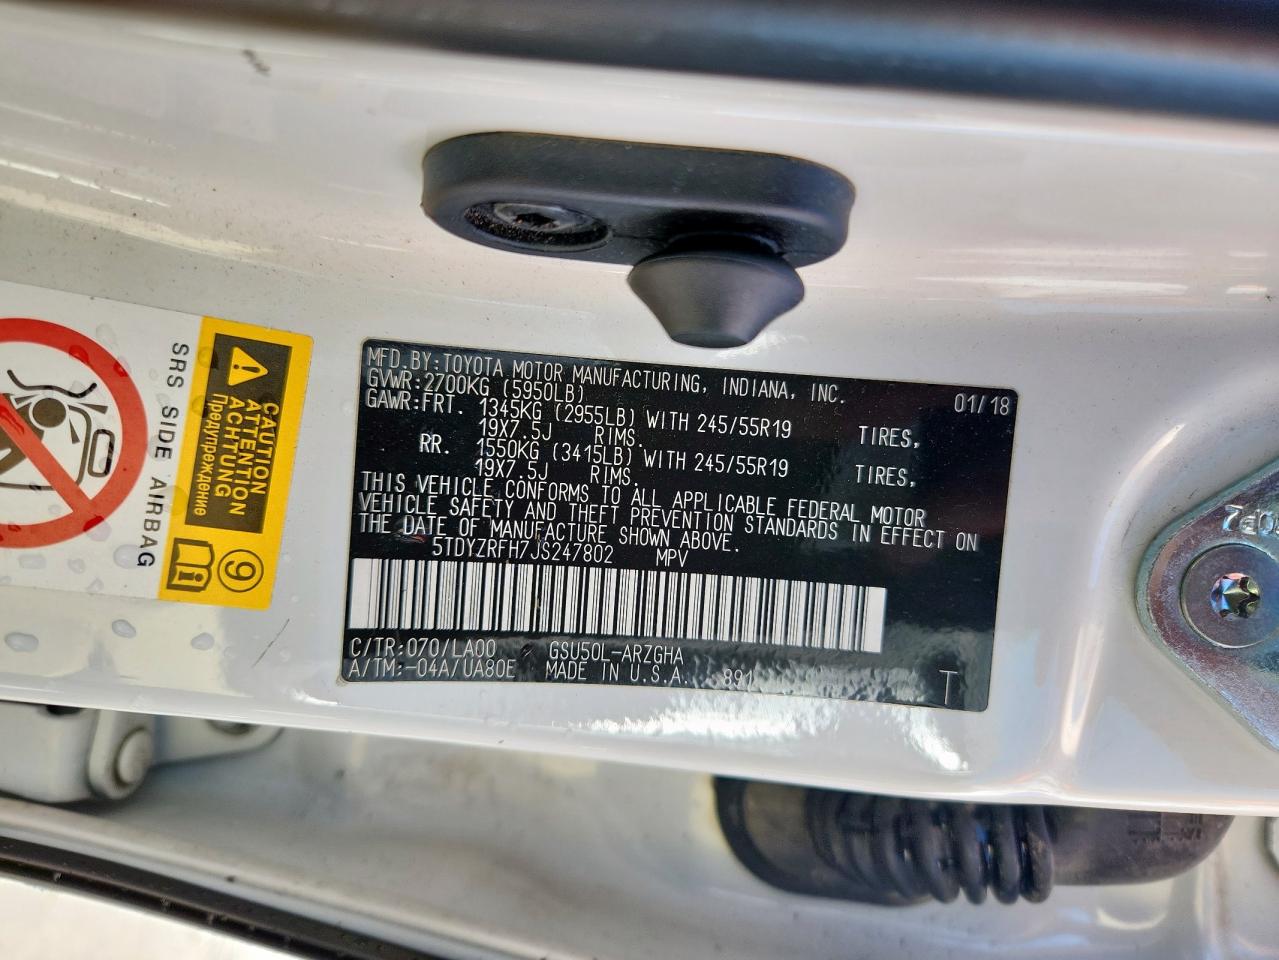 MFD.BY:TOYOTA MOTOR MANUFACTURING, INDIANA, INC. 01/18
GVWR:2700KG (5950LB)
GAWR:FRT. 1345KG (2955LB) WITH 245/55R19 TIRES,
19X7.5J RIMS.
RR. 1550KG (3415LB) WITH 245/55R19 TIRES,
19X7.5J RIMS.
THIS VEHICLE CONFORMS TO ALL APPLICABLE FEDERAL MOTOR
VEHICLE SAFETY AND THEFT PREVENTION STANDARDS IN EFFECT ON
THE DATE OF MANUFACTURE SHOWN ABOVE.
5TDYZRFH7JS247802 MPV
C/TR:070/LA00 GSU50L-ARZGHA
A/TM:-04A/UA80E MADE IN U.S.A. 891 T
SRS SIDE AIRBAG
CAUTION
ATTENTION
ACHTUNG
Предупреждение
9